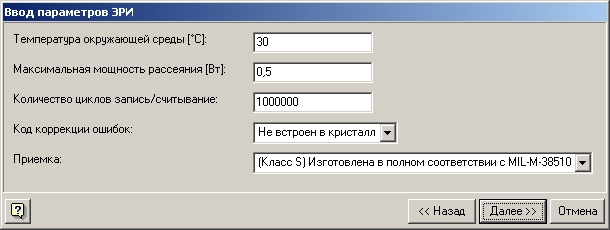 Ввод параметров ЭРИ
Температура окружающей среды [°C]: 30
Максимальная мощность рассеяния [Вт]: 0,5
Количество циклов запись/считывание: 1000000
Код коррекции ошибок: Не встроен в кристалл
Приемка: (Класс S) Изготовлена в полном соответствии с MIL-M-38510
? << Назад Далее >> Отмена